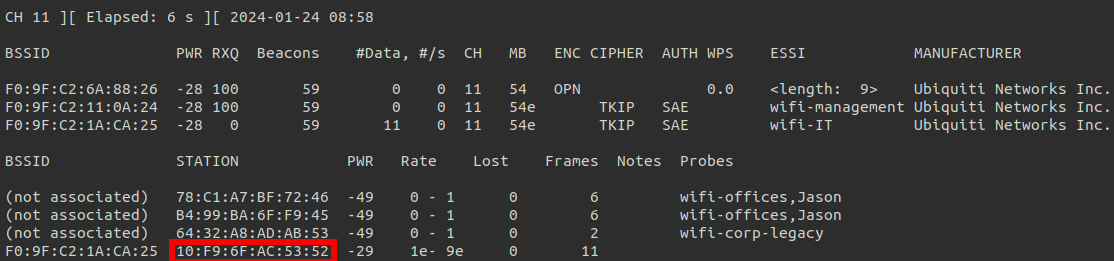 CH 11 ][ Elapsed: 6 s ][ 2024-01-24 08:58
BSSID PWR RXQ Beacons #Data, #/s CH MB ENC CIPHER AUTH WPS ESSI MANUFACTURER
F0:9F:C2:6A:88:26 -28 100 59 0 0 11 54 OPN 0.0 <length: 9> Ubiquiti Networks Inc.
F0:9F:C2:11:0A:24 -28 100 59 0 0 11 54e TKIP SAE wifi-management Ubiquiti Networks Inc.
F0:9F:C2:1A:CA:25 -28 0 59 11 0 11 54e TKIP SAE wifi-IT Ubiquiti Networks Inc.
BSSID STATION PWR Rate Lost Frames Notes Probes
(not associated) 78:C1:A7:BF:72:46 -49 0 - 1 0 6 wifi-offices,Jason
(not associated) B4:99:BA:6F:F9:45 -49 0 - 1 0 6 wifi-offices,Jason
(not associated) 64:32:A8:AD:AB:53 -49 0 - 1 0 2 wifi-corp-legacy
F0:9F:C2:1A:CA:25 10:F9:6F:AC:53:52 -29 1e- 9e 0 11